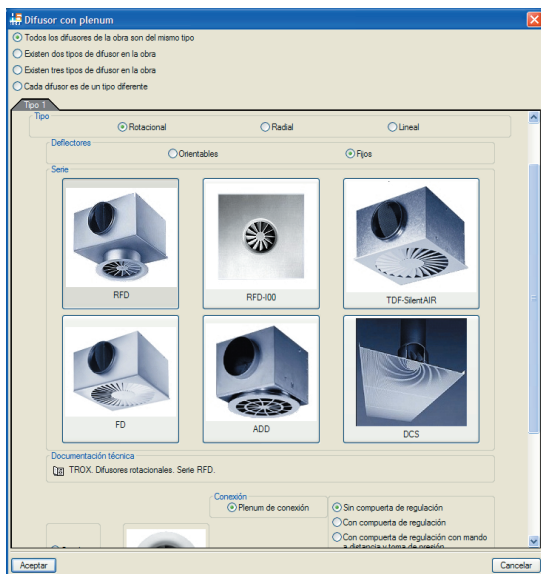 Difusor con plenum
Todos los difusores de la obra son del mismo tipo
Existen dos tipos de difusor en la obra
Existen tres tipos de difusor en la obra
Cada difusor es de un tipo diferente
Tipo 1
Tipo
Rotacional Radial Lineal
Deflectores
Orientables Fijos
Serie
RFD RFD-I00 TDF-SilentAIR
FD ADD DCS
Documentación técnica
TROX. Difusores rotacionales. Serie RFD.
Conexión
Plenum de conexión
Sin compuerta de regulación
Con compuerta de regulación
Con compuerta de regulación con mando
a distancia y toma de presión
Aceptar Cancelar